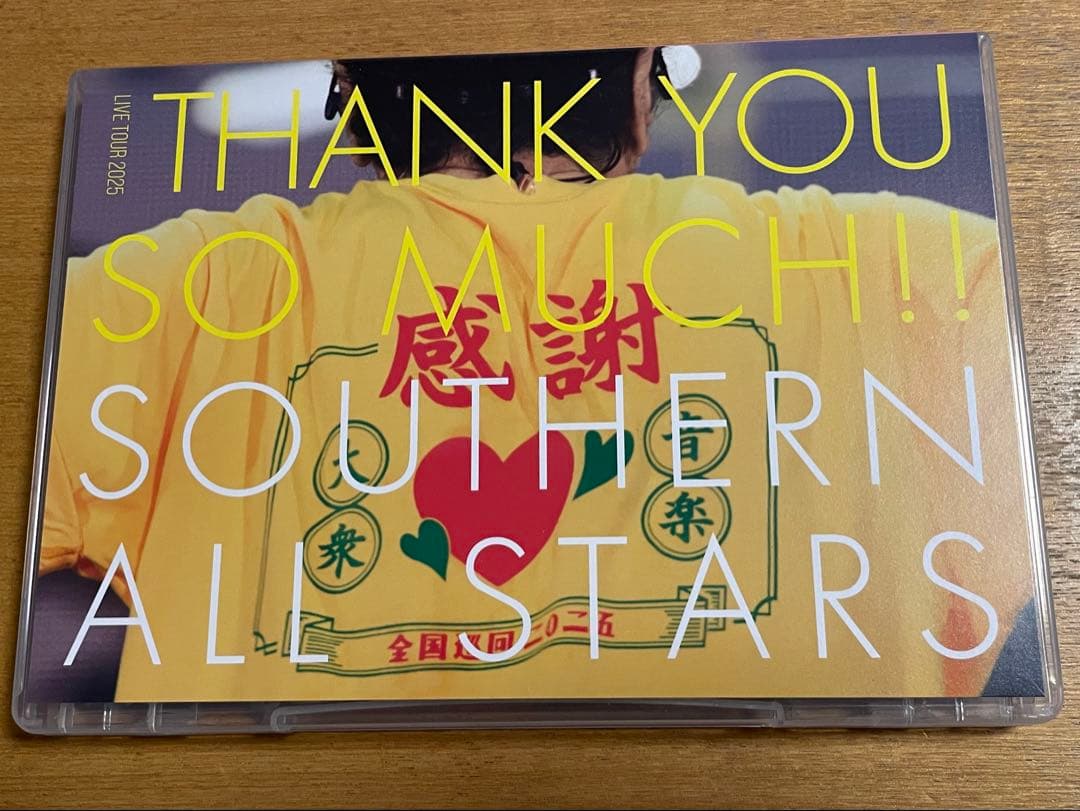 LIVE TOUR 2025
THANK YOU
SO MUCH!!
SOUTHERN
ALL STARS
感謝
大衆
音楽
全国巡回二〇二五